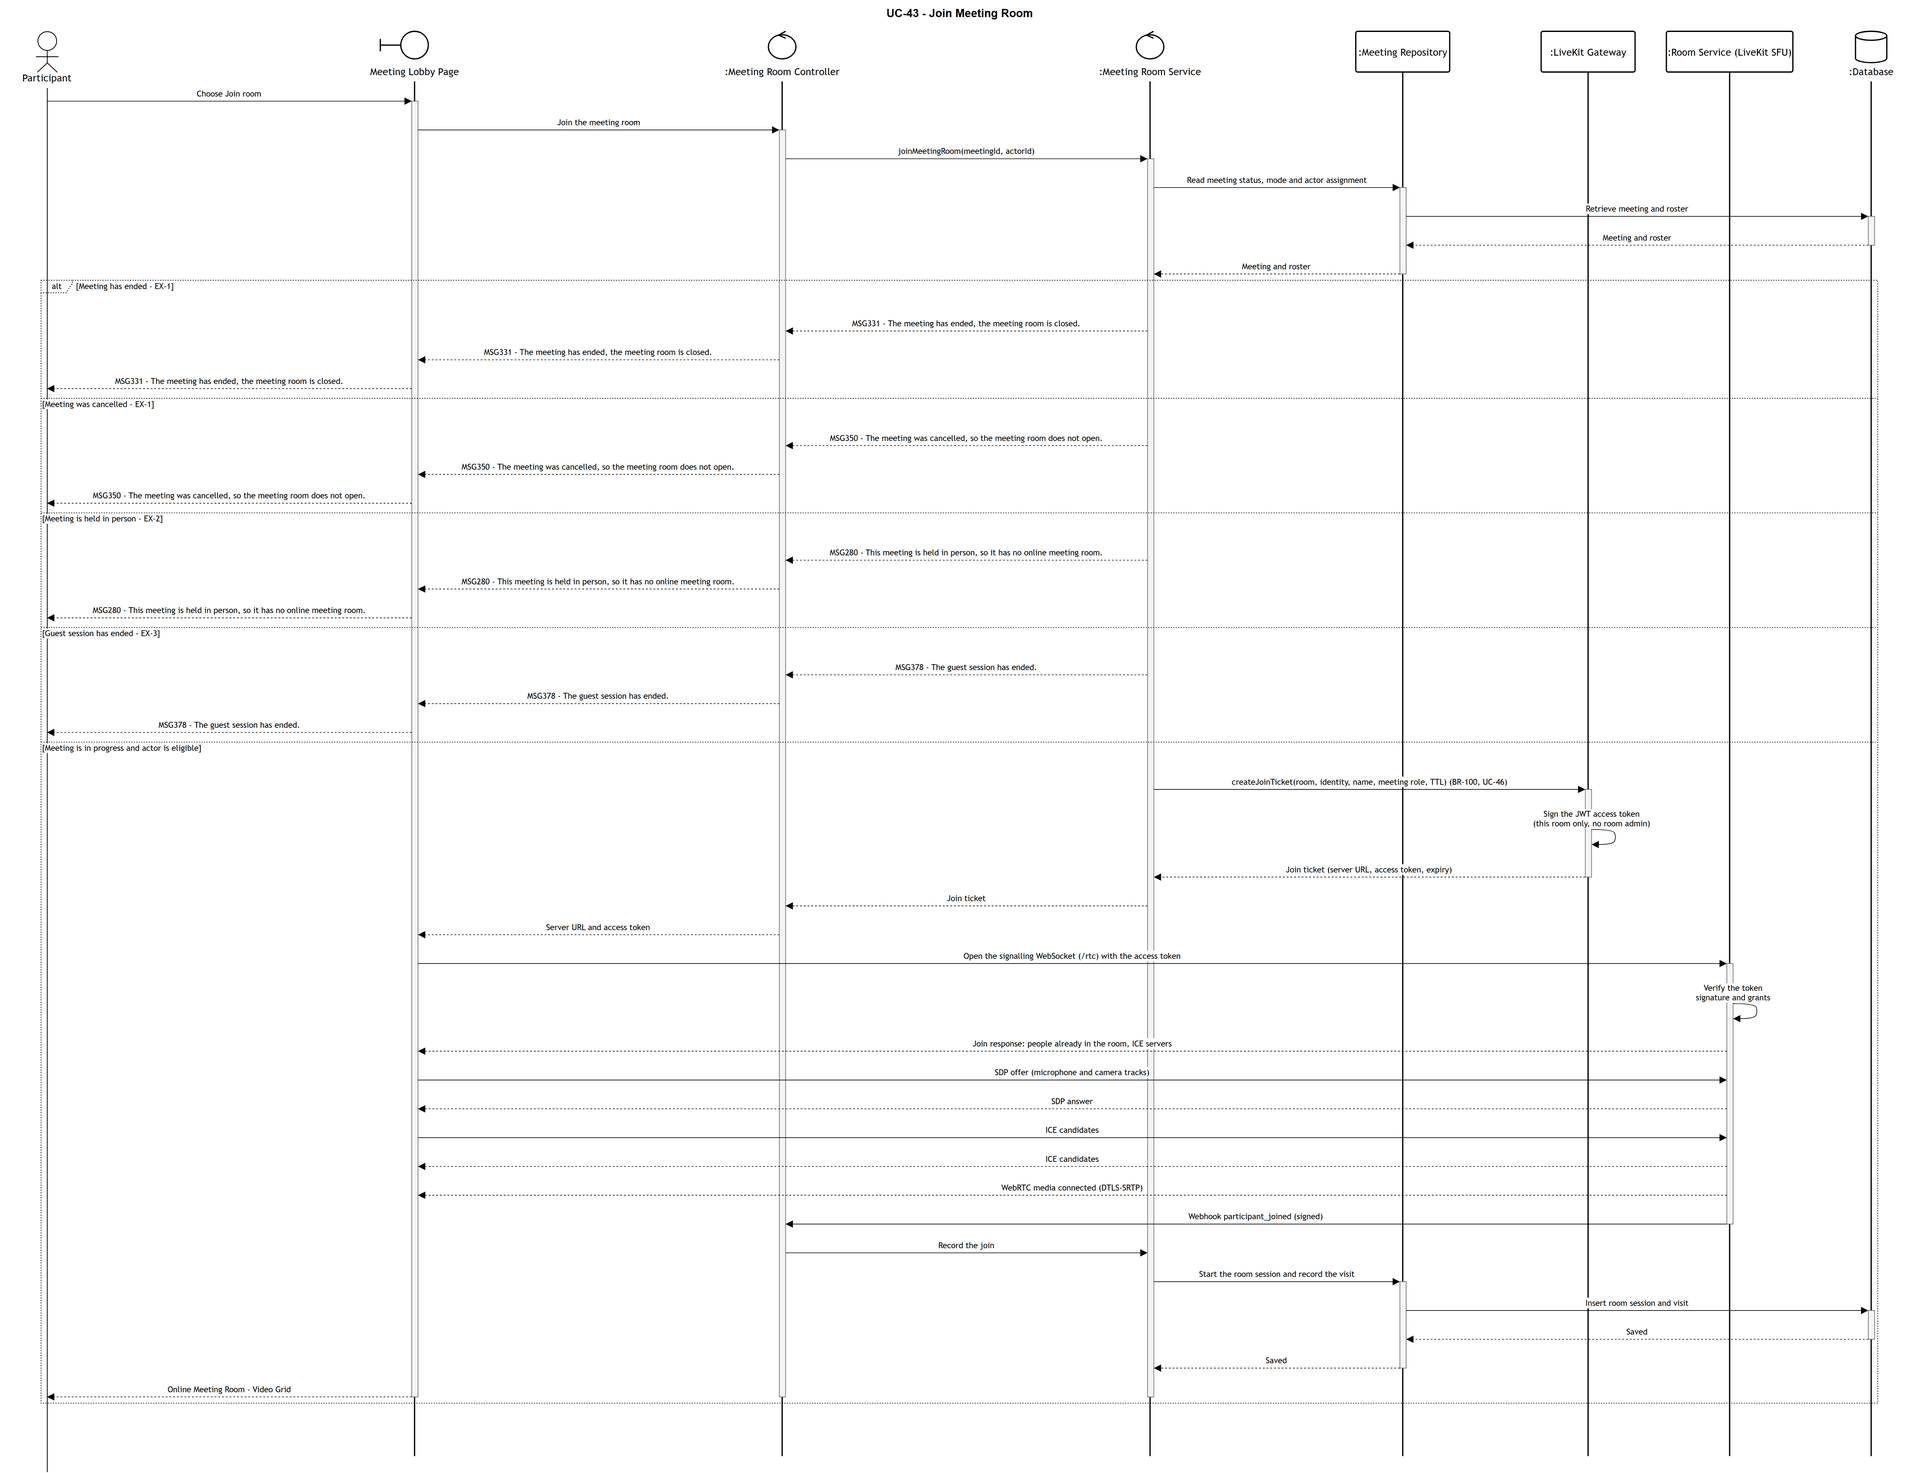 UC-43 - Join Meeting Room
Participant
Meeting Lobby Page
:Meeting Room Controller
:Meeting Room Service
:Meeting Repository
:LiveKit Gateway
:Room Service (LiveKit SFU)
:Database
Choose Join room
Join the meeting room
joinMeetingRoom(meetingId, actorId)
Read meeting status, mode and actor assignment
Retrieve meeting and roster
Meeting and roster
Meeting and roster
alt
[Meeting has ended - EX-1]
MSG331 - The meeting has ended, the meeting room is closed.
MSG331 - The meeting has ended, the meeting room is closed.
MSG331 - The meeting has ended, the meeting room is closed.
[Meeting was cancelled - EX-1]
MSG350 - The meeting was cancelled, so the meeting room does not open.
MSG350 - The meeting was cancelled, so the meeting room does not open.
MSG350 - The meeting was cancelled, so the meeting room does not open.
[Meeting is held in person - EX-2]
MSG280 - This meeting is held in person, so it has no online meeting room.
MSG280 - This meeting is held in person, so it has no online meeting room.
MSG280 - This meeting is held in person, so it has no online meeting room.
[Guest session has ended - EX-3]
MSG378 - The guest session has ended.
MSG378 - The guest session has ended.
MSG378 - The guest session has ended.
[Meeting is in progress and actor is eligible]
createJoinTicket(room, identity, name, meeting role, TTL) (BR-100, UC-46)
Sign the JWT access token
(this room only, no room admin)
Join ticket (server URL, access token, expiry)
Join ticket
Server URL and access token
Open the signalling WebSocket (/rtc) with the access token
Verify the token
signature and grants
Join response: people already in the room, ICE servers
SDP offer (microphone and camera tracks)
SDP answer
ICE candidates
ICE candidates
WebRTC media connected (DTLS-SRTP)
Webhook participant_joined (signed)
Record the join
Start the room session and record the visit
Insert room session and visit
Saved
Saved
Online Meeting Room - Video Grid